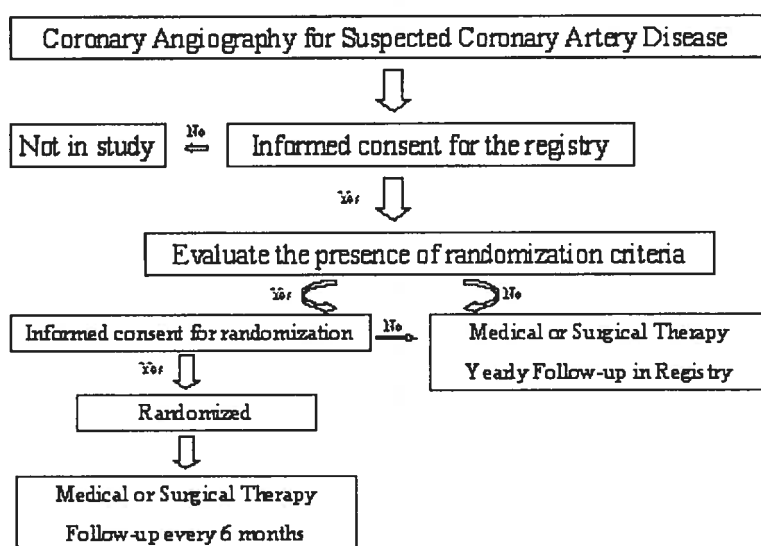 Coronary Angiography for Suspected Coronary Artery Disease
No
Not in study
Informed consent for the registry
Yes
Evaluate the presence of randomization criteria
Yes
No
Informed consent for randomization
No
Medical or Surgical Therapy
Yearly Follow-up in Registry
Yes
Randomized
Medical or Surgical Therapy
Follow-up every 6 months